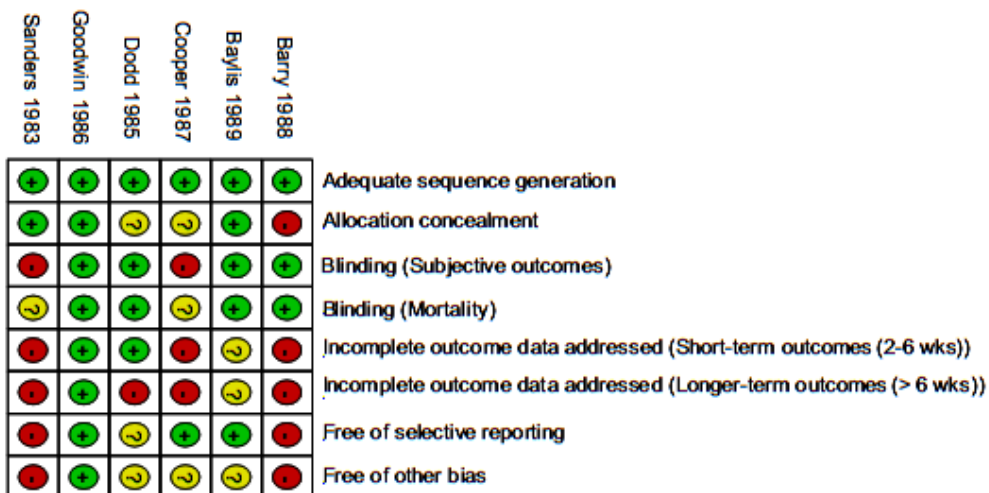 Sanders 1983
Goodwin 1986
Dodd 1985
Cooper 1987
Baylis 1989
Barry 1988
+ + + + + + Adequate sequence generation
+ + ? ? + - Allocation concealment
- + + - + + Blinding (Subjective outcomes)
? + + ? + + Blinding (Mortality)
- + + - ? - Incomplete outcome data addressed (Short-term outcomes (2-6 wks))
- + - - ? - Incomplete outcome data addressed (Longer-term outcomes (> 6 wks))
- + ? + + - Free of selective reporting
- + ? ? ? - Free of other bias